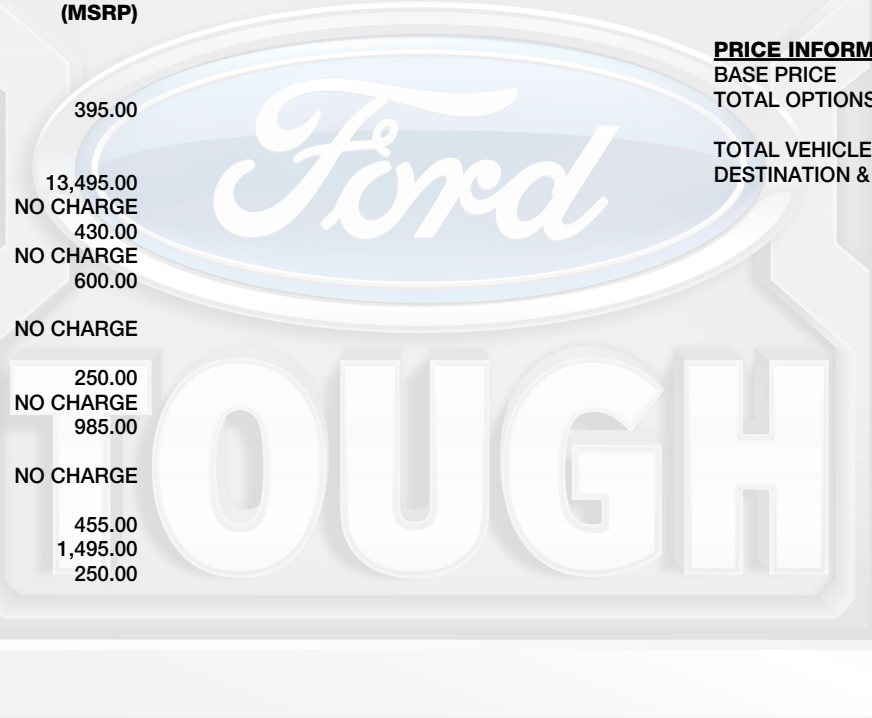 (MSRP)
395.00
13,495.00
NO CHARGE
430.00
NO CHARGE
600.00
NO CHARGE
250.00
NO CHARGE
985.00
NO CHARGE
455.00
1,495.00
250.00
PRICE INFORM
BASE PRICE
TOTAL OPTIONS
TOTAL VEHICLE
DESTINATION &
Ford
TOUGH